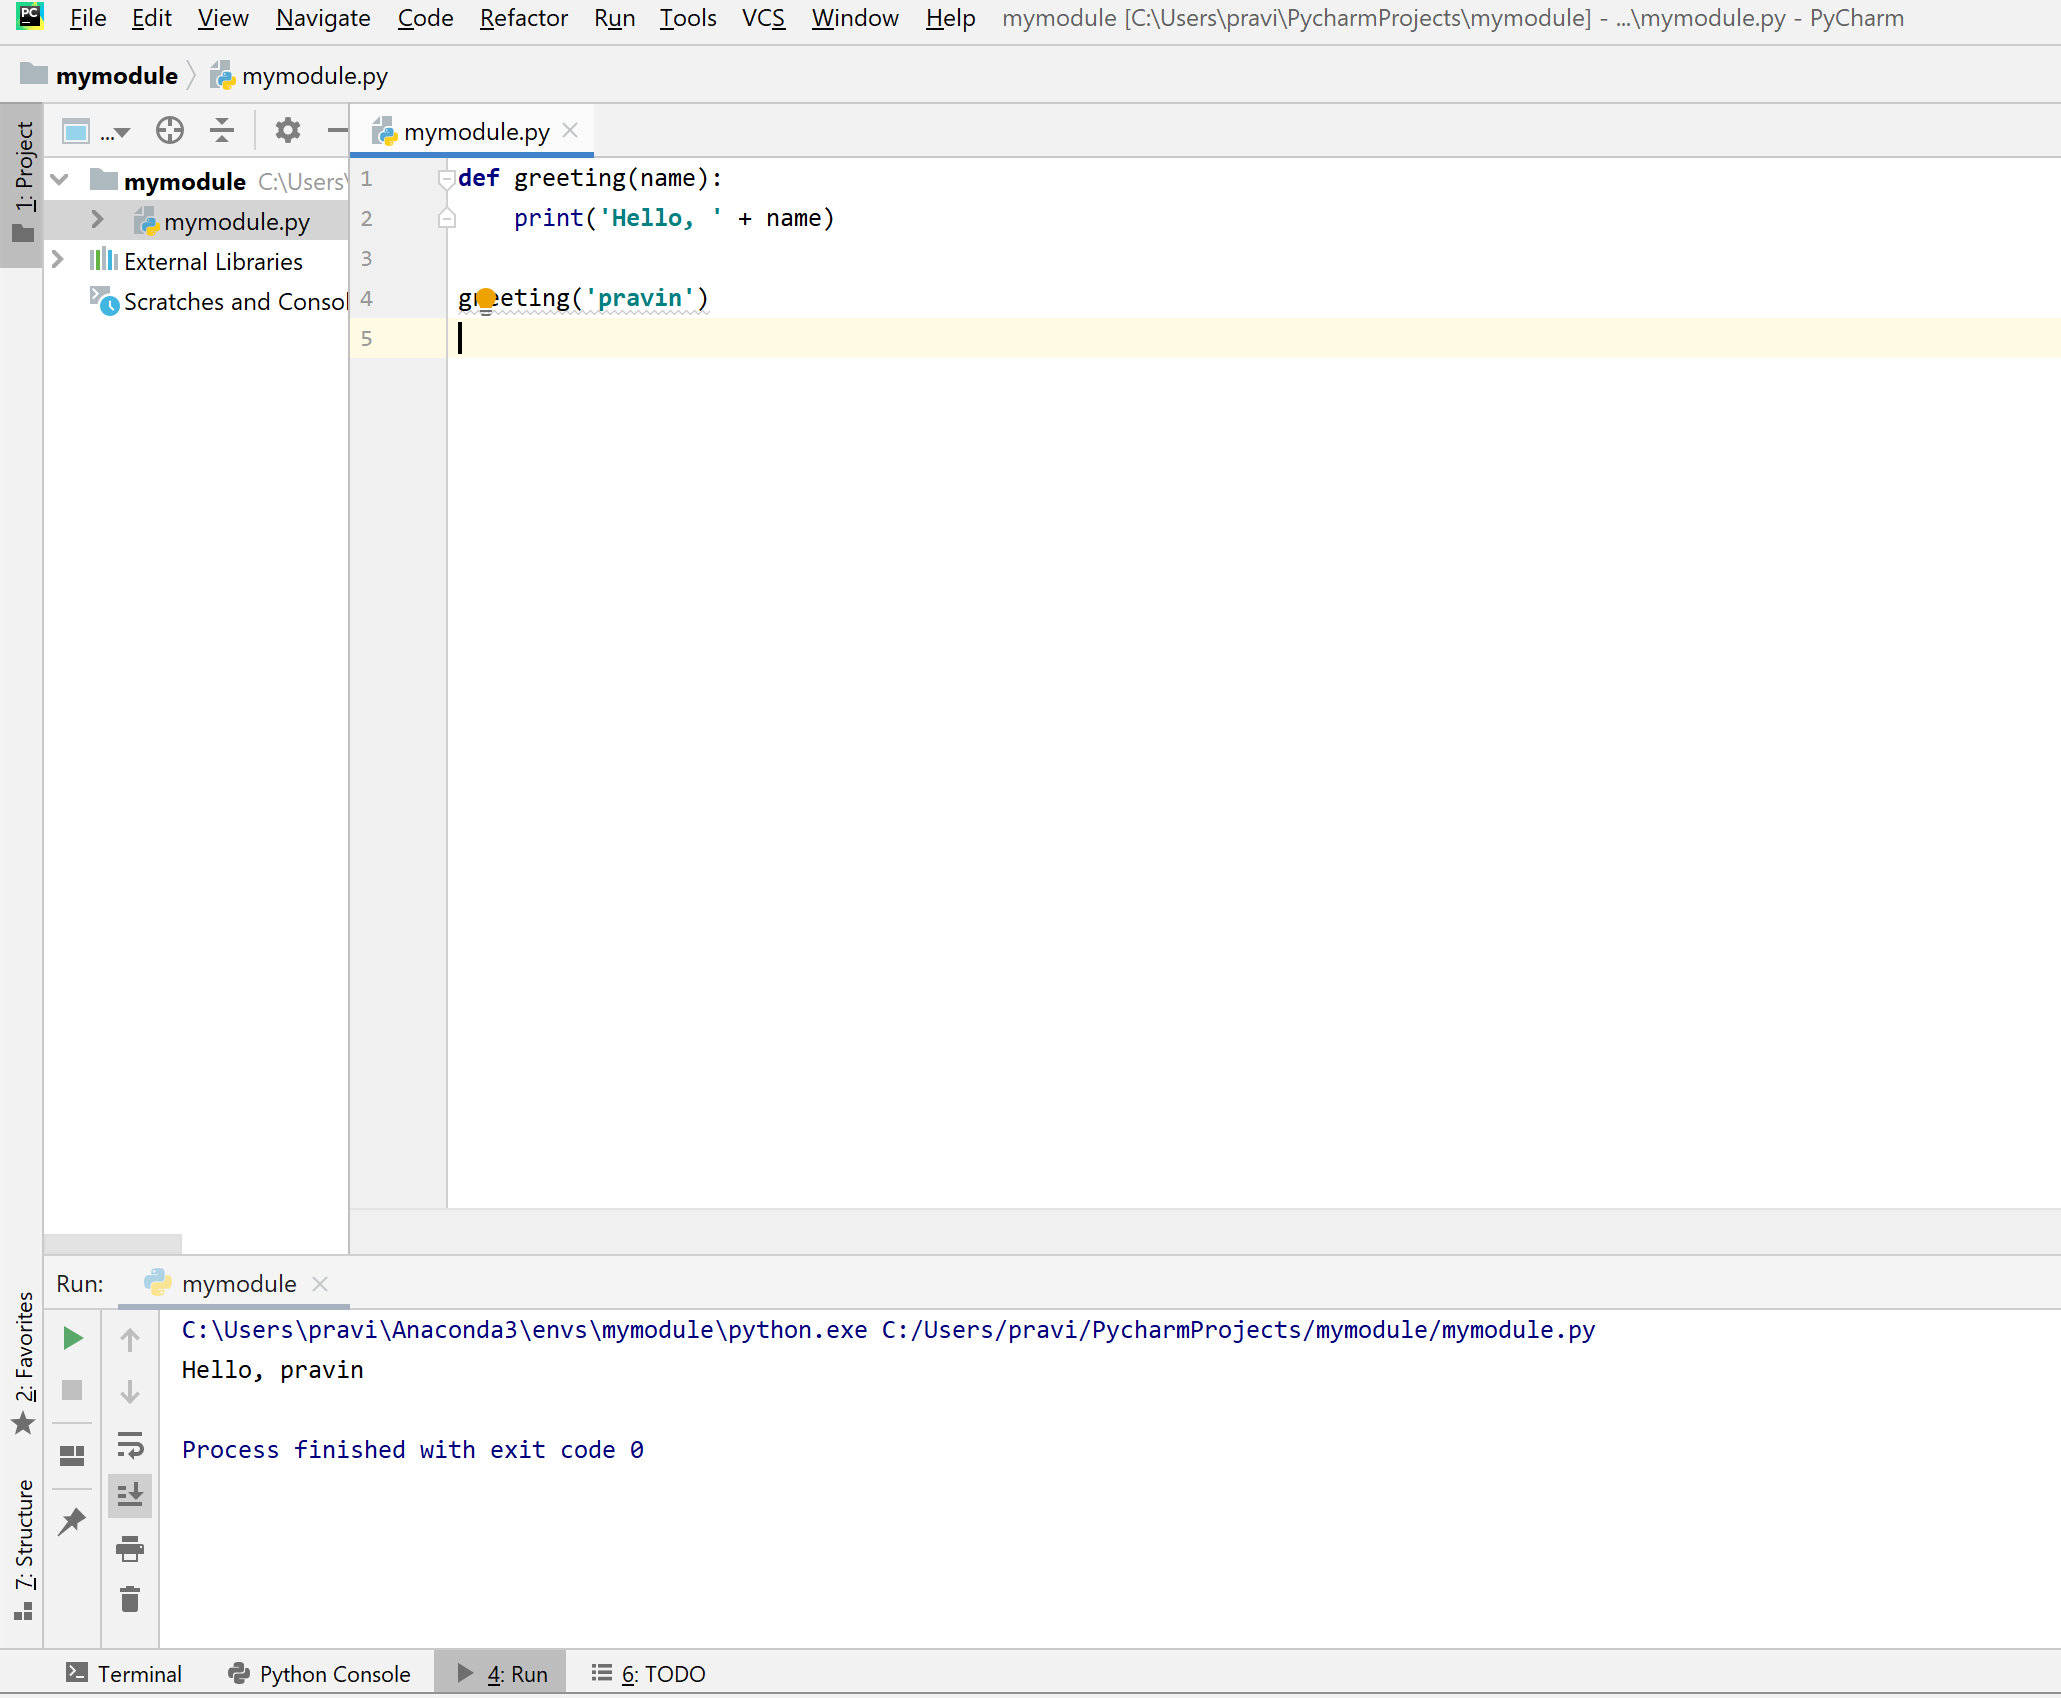 PC File Edit View Navigate Code Refactor Run Tools VCS Window Help mymodule [C:\Users\pravi\PycharmProjects\mymodule] - ...\mymodule.py - PyCharm
mymodule mymodule.py
1: Project
... mymodule.py
mymodule C:\Users\
mymodule.py
External Libraries
Scratches and Consol
1 def greeting(name):
2     print('Hello, ' + name)
3
4 greeting('pravin')
5
Run: mymodule
C:\Users\pravi\Anaconda3\envs\mymodule\python.exe C:/Users/pravi/PycharmProjects/mymodule/mymodule.py
Hello, pravin
Process finished with exit code 0
2: Favorites
7: Structure
Terminal Python Console 4: Run 6: TODO